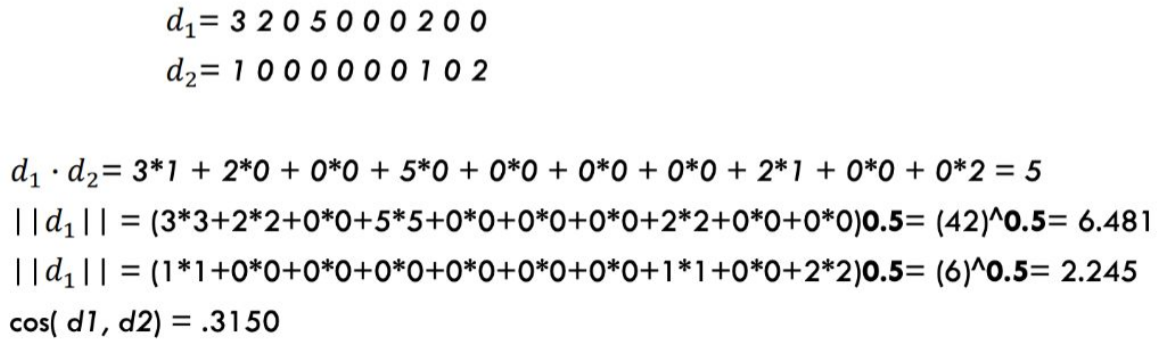 d₁= 3 2 0 5 0 0 0 2 0 0
d₂= 1 0 0 0 0 0 0 1 0 2
d₁ · d₂= 3*1 + 2*0 + 0*0 + 5*0 + 0*0 + 0*0 + 0*0 + 2*1 + 0*0 + 0*2 = 5
||d₁|| = (3*3+2*2+0*0+5*5+0*0+0*0+0*0+2*2+0*0+0*0)0.5= (42)^0.5= 6.481
||d₁|| = (1*1+0*0+0*0+0*0+0*0+0*0+0*0+1*1+0*0+2*2)0.5= (6)^0.5= 2.245
cos( d1, d2) = .3150